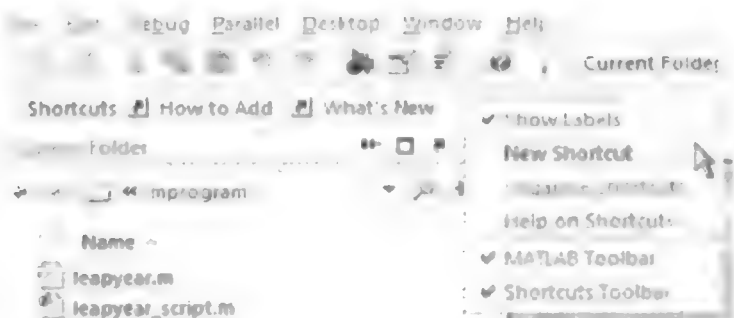 Debug Parallel Desktop Window Help
Current Folder
Shortcuts How to Add What's New
Folder
« mprogram
Name
leapyear.m
leapyear_script.m
Show Labels
New Shortcut
Help on Shortcuts
MATLAB Toolbar
Shortcuts Toolbar